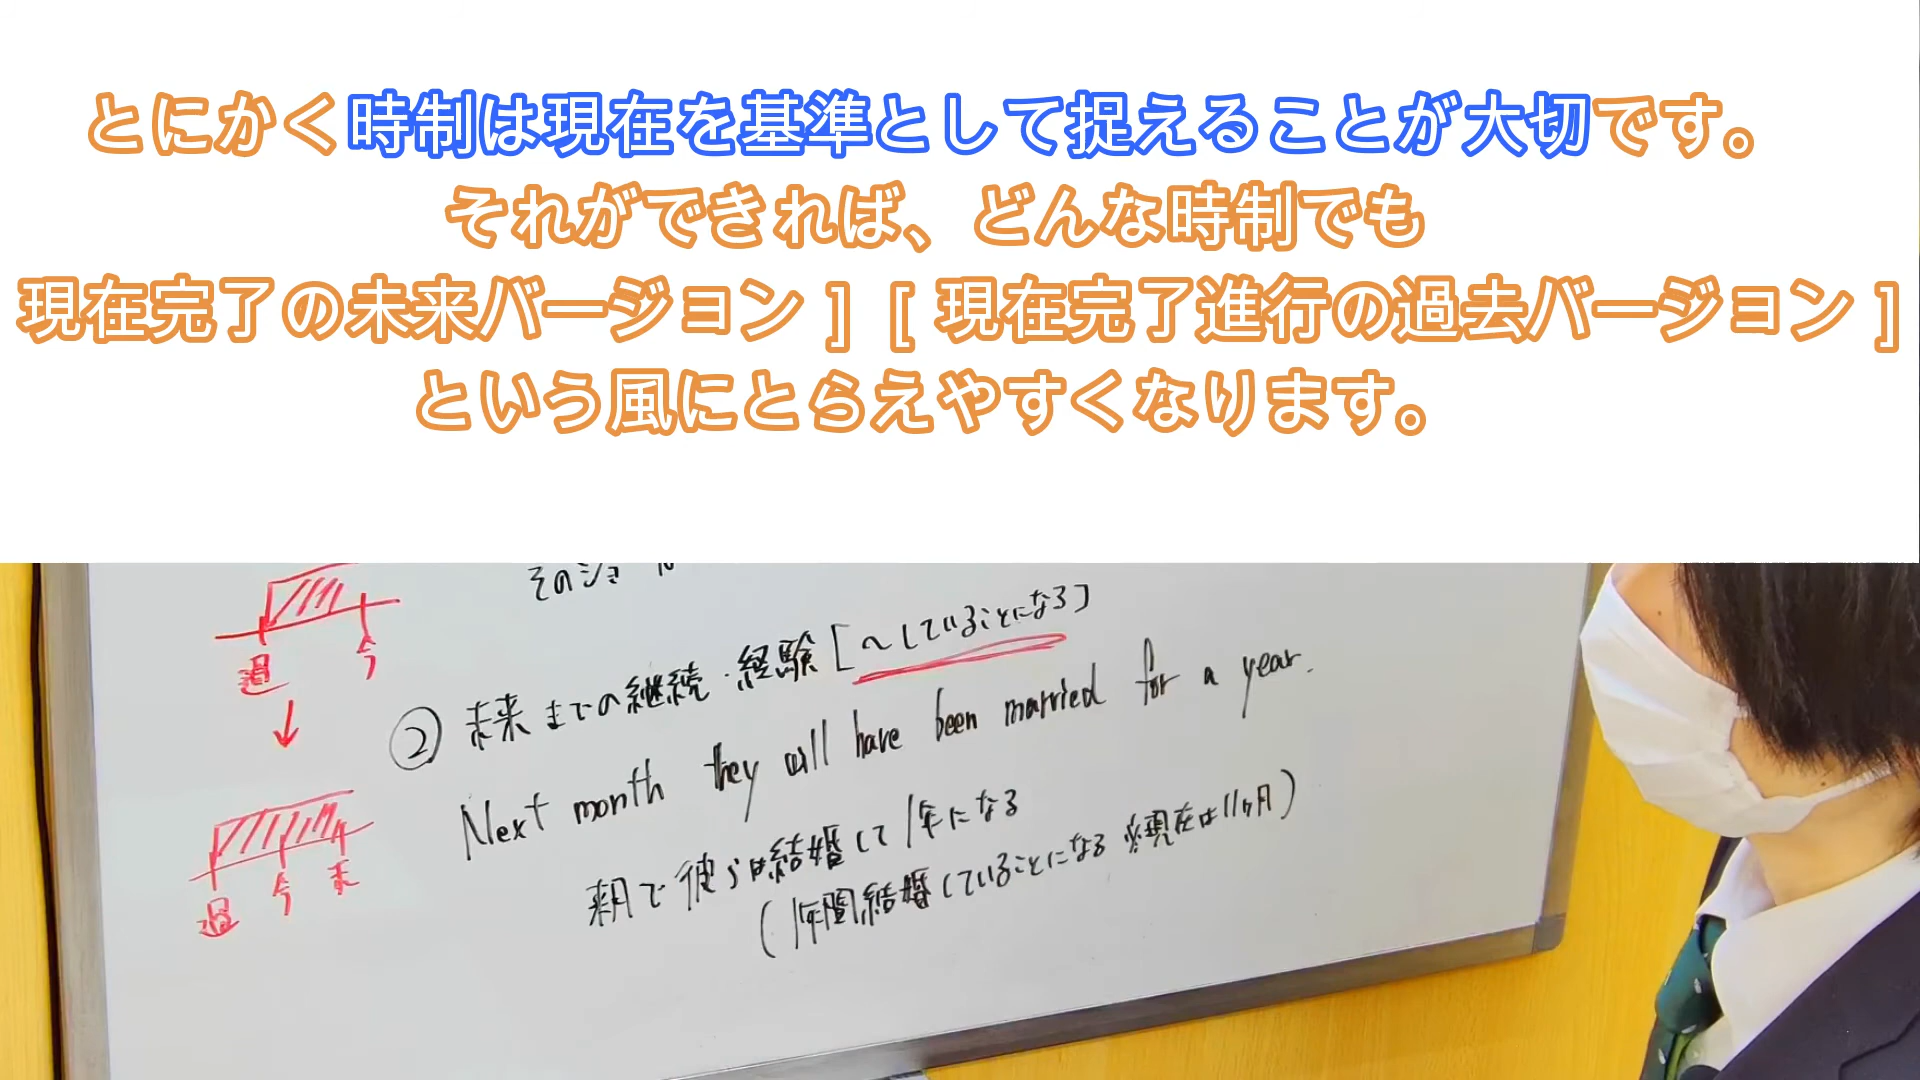 とにかく時制は現在を基準として捉えることが大切です。
それができれば、どんな時制でも
現在完了の未来バージョン ] [ 現在完了進行の過去バージョン ]
という風にとらえやすくなります。
そのショ
過 今
② 未来までの継続・経験 [~していることになる]
Next month they will have been married for a year.
来月で彼らは結婚して1年になる
(1年間結婚していることになる ※現在は11ヶ月)
過 今 未